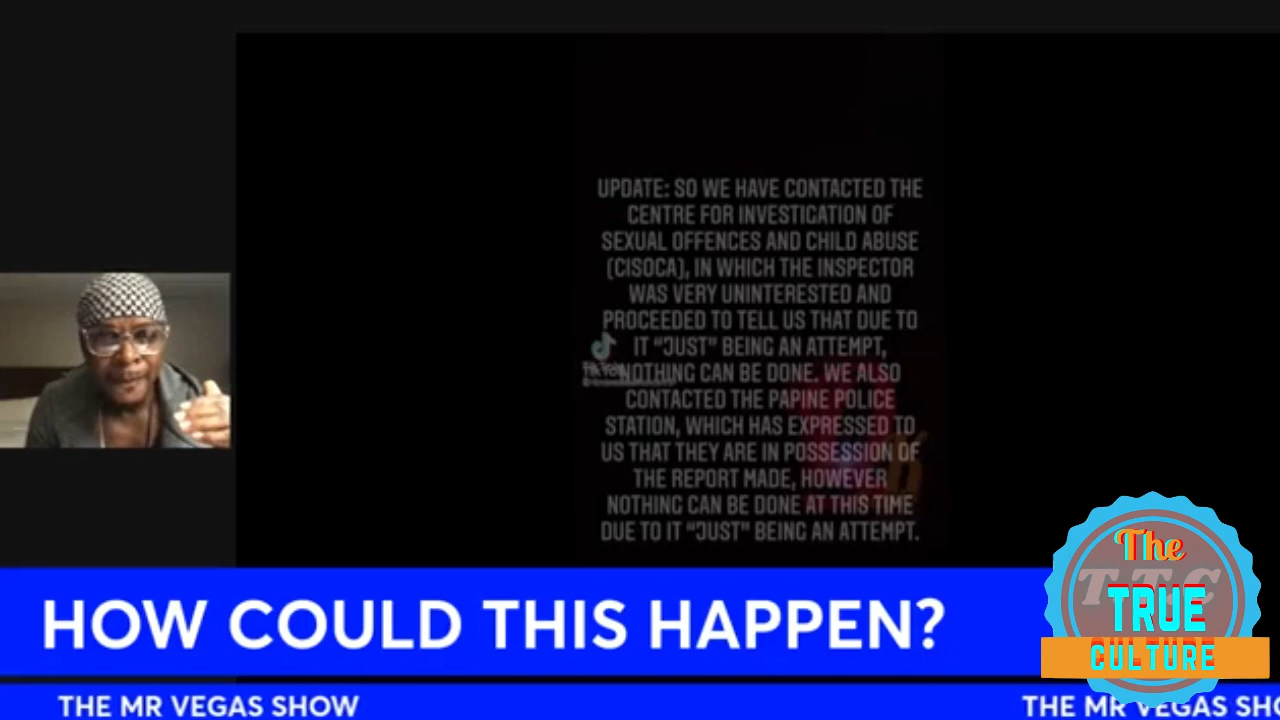 UPDATE: SO WE HAVE CONTACTED THE
CENTRE FOR INVESTIGATION OF
SEXUAL OFFENCES AND CHILD ABUSE
(CISOCA), IN WHICH THE INSPECTOR
WAS VERY UNINTERESTED AND
PROCEEDED TO TELL US THAT DUE TO
IT “JUST” BEING AN ATTEMPT,
NOTHING CAN BE DONE. WE ALSO
CONTACTED THE PAPINE POLICE
STATION, WHICH HAS EXPRESSED TO
US THAT THEY ARE IN POSSESSION OF
THE REPORT MADE, HOWEVER
NOTHING CAN BE DONE AT THIS TIME
DUE TO IT “JUST” BEING AN ATTEMPT.
TikTok
HOW COULD THIS HAPPEN?
The
T.T.C
TRUE
CULTURE
THE MR VEGAS SHOW
THE MR VEGAS SHO